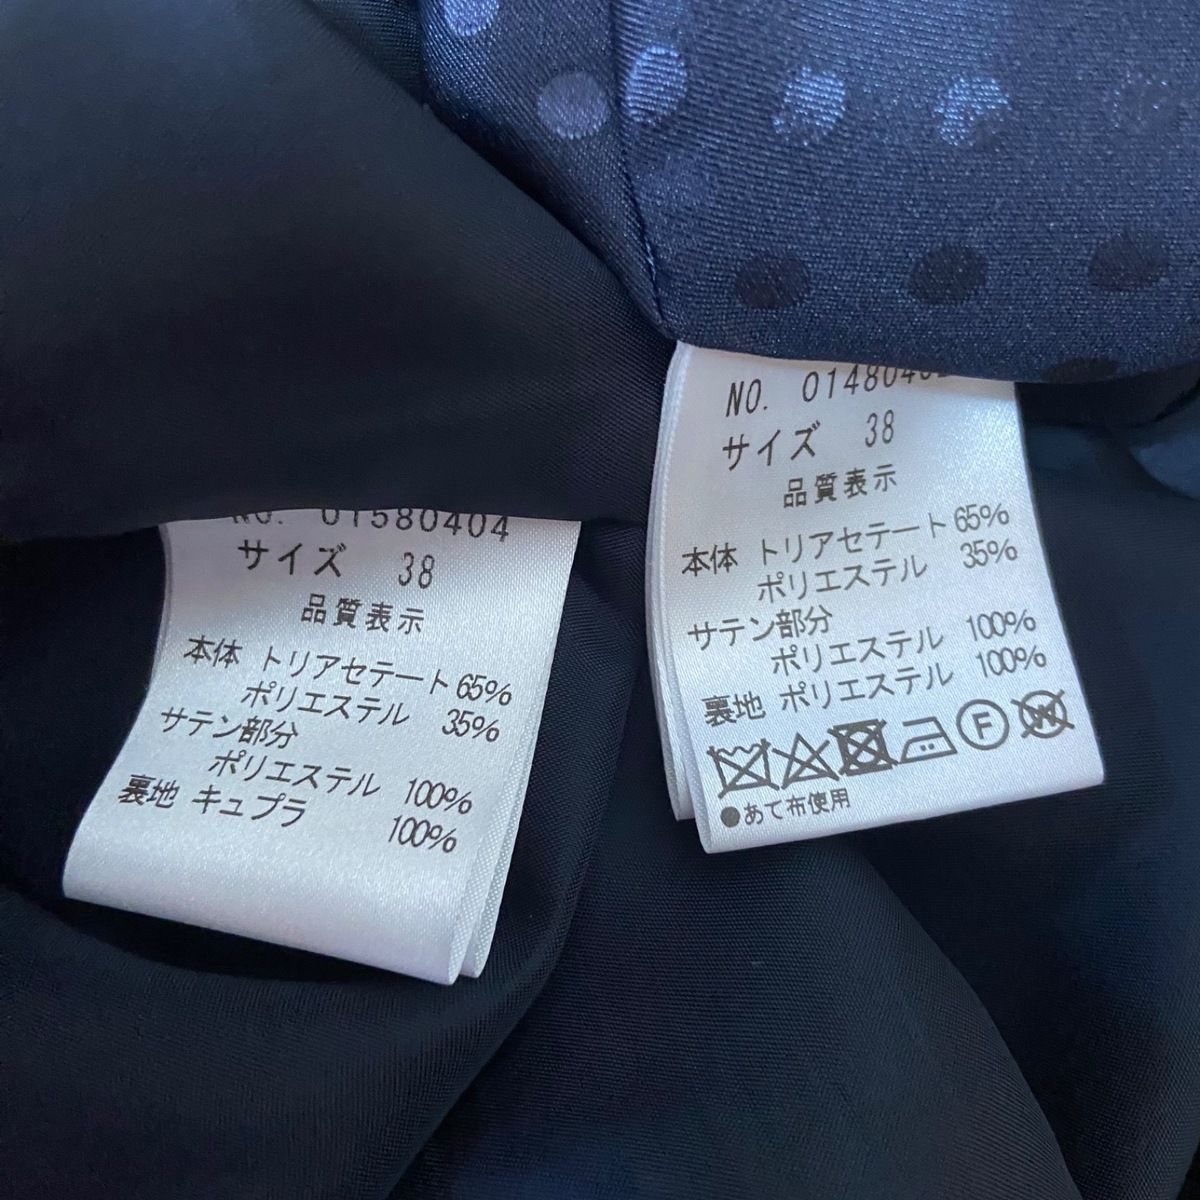 NO. 01580404
サイズ 38
品質表示
本体 トリアセテート 65%
ポリエステル 35%
サテン部分
ポリエステル 100%
裏地 キュプラ 100%
NO.
サイズ 38
品質表示
本体 トリアセテート 65%
ポリエステル 35%
サテン部分
ポリエステル 100%
裏地 ポリエステル 100%
F
W
●あて布使用